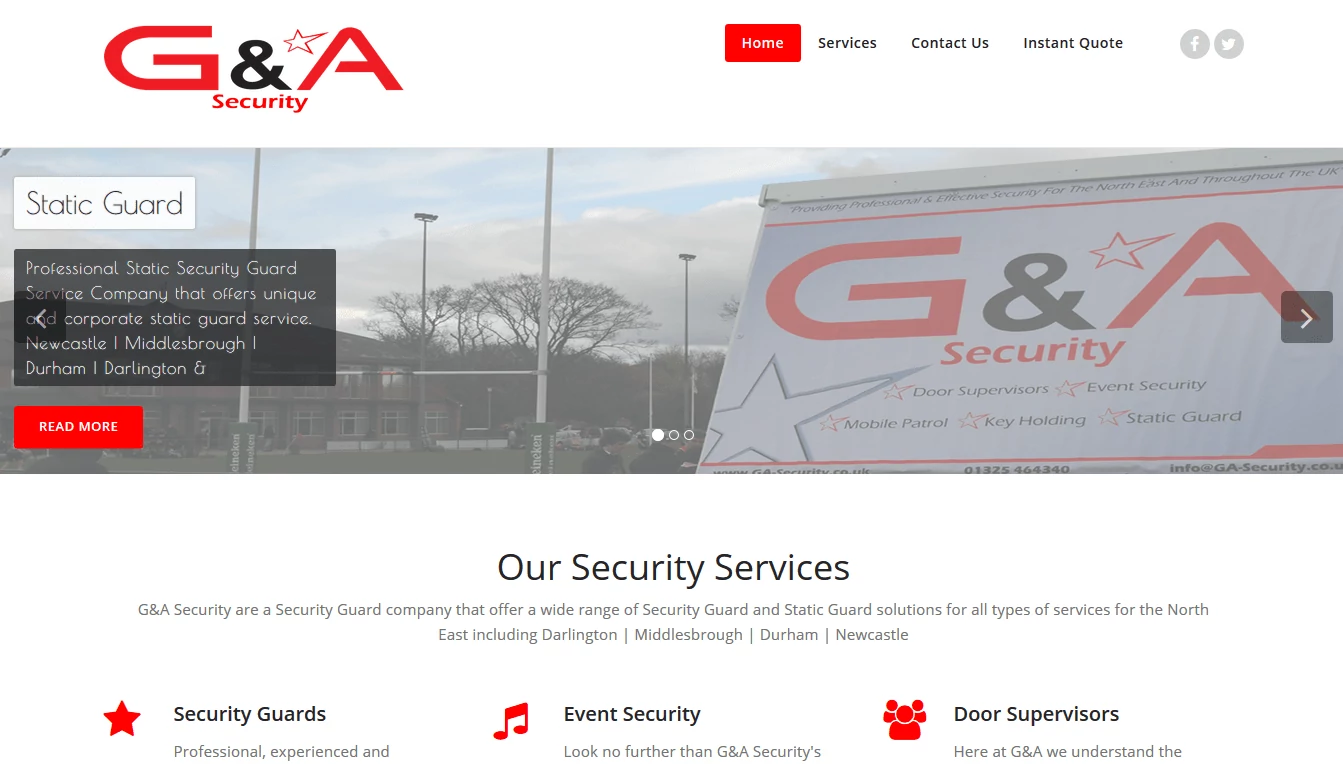 G&A
Security
Home
Services
Contact Us
Instant Quote
Static Guard
Professional Static Security Guard
Service Company that offers unique
and corporate static guard service.
Newcastle | Middlesbrough |
Durham | Darlington &
READ MORE
Providing Professional & Effective Security For The North East And Throughout The UK
G&A
Security
Door Supervisors
Event Security
Mobile Patrol
Key Holding
Static Guard
www.GA-Security.co.uk
01325 464340
info@GA-Security.co.u
Heineken
Our Security Services
G&A Security are a Security Guard company that offer a wide range of Security Guard and Static Guard solutions for all types of services for the North
East including Darlington | Middlesbrough | Durham | Newcastle
Security Guards
Professional, experienced and
Event Security
Look no further than G&A Security's
Door Supervisors
Here at G&A we understand the